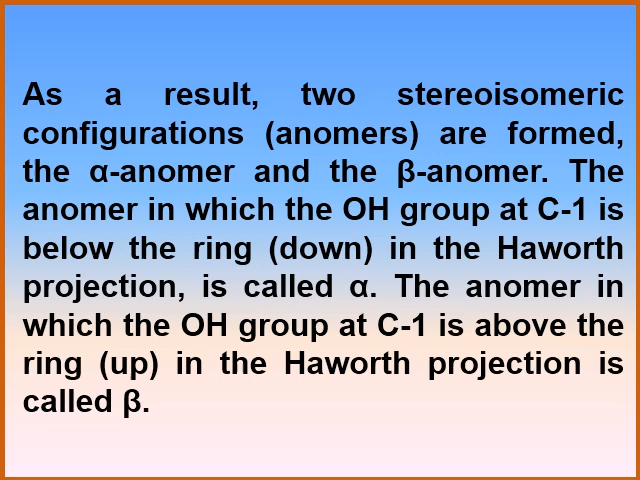 As a result, two stereoisomeric
configurations (anomers) are formed,
the α-anomer and the β-anomer. The
anomer in which the OH group at C-1 is
below the ring (down) in the Haworth
projection, is called α. The anomer in
which the OH group at C-1 is above the
ring (up) in the Haworth projection is
called β.